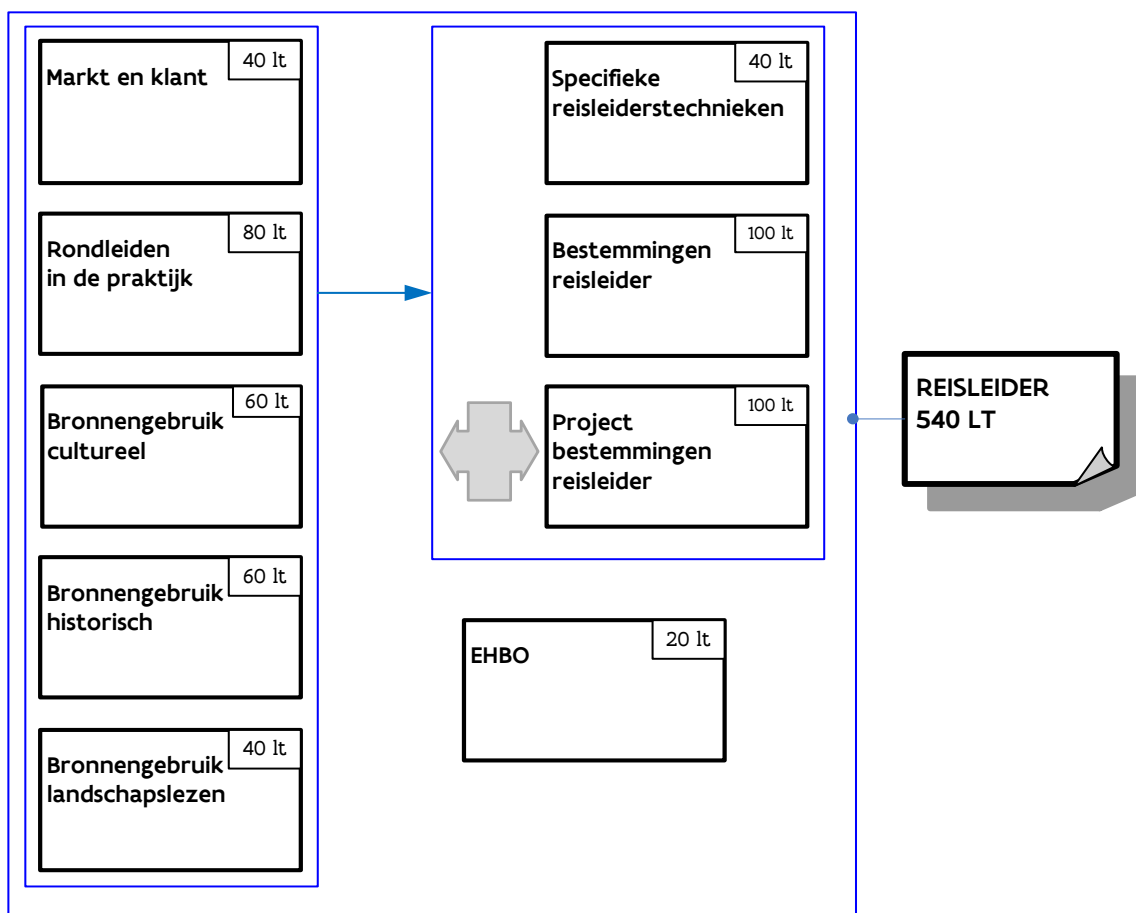 40 lt
Markt en klant
80 lt
Rondleiden
in de praktijk
60 lt
Bronnengebruik
cultureel
60 lt
Bronnengebruik
historisch
40 lt
Bronnengebruik
landschapslezen
40 lt
Specifieke
reisleiderstechnieken
100 lt
Bestemmingen
reisleider
100 lt
Project
bestemmingen
reisleider
20 lt
EHBO
REISLEIDER
540 LT